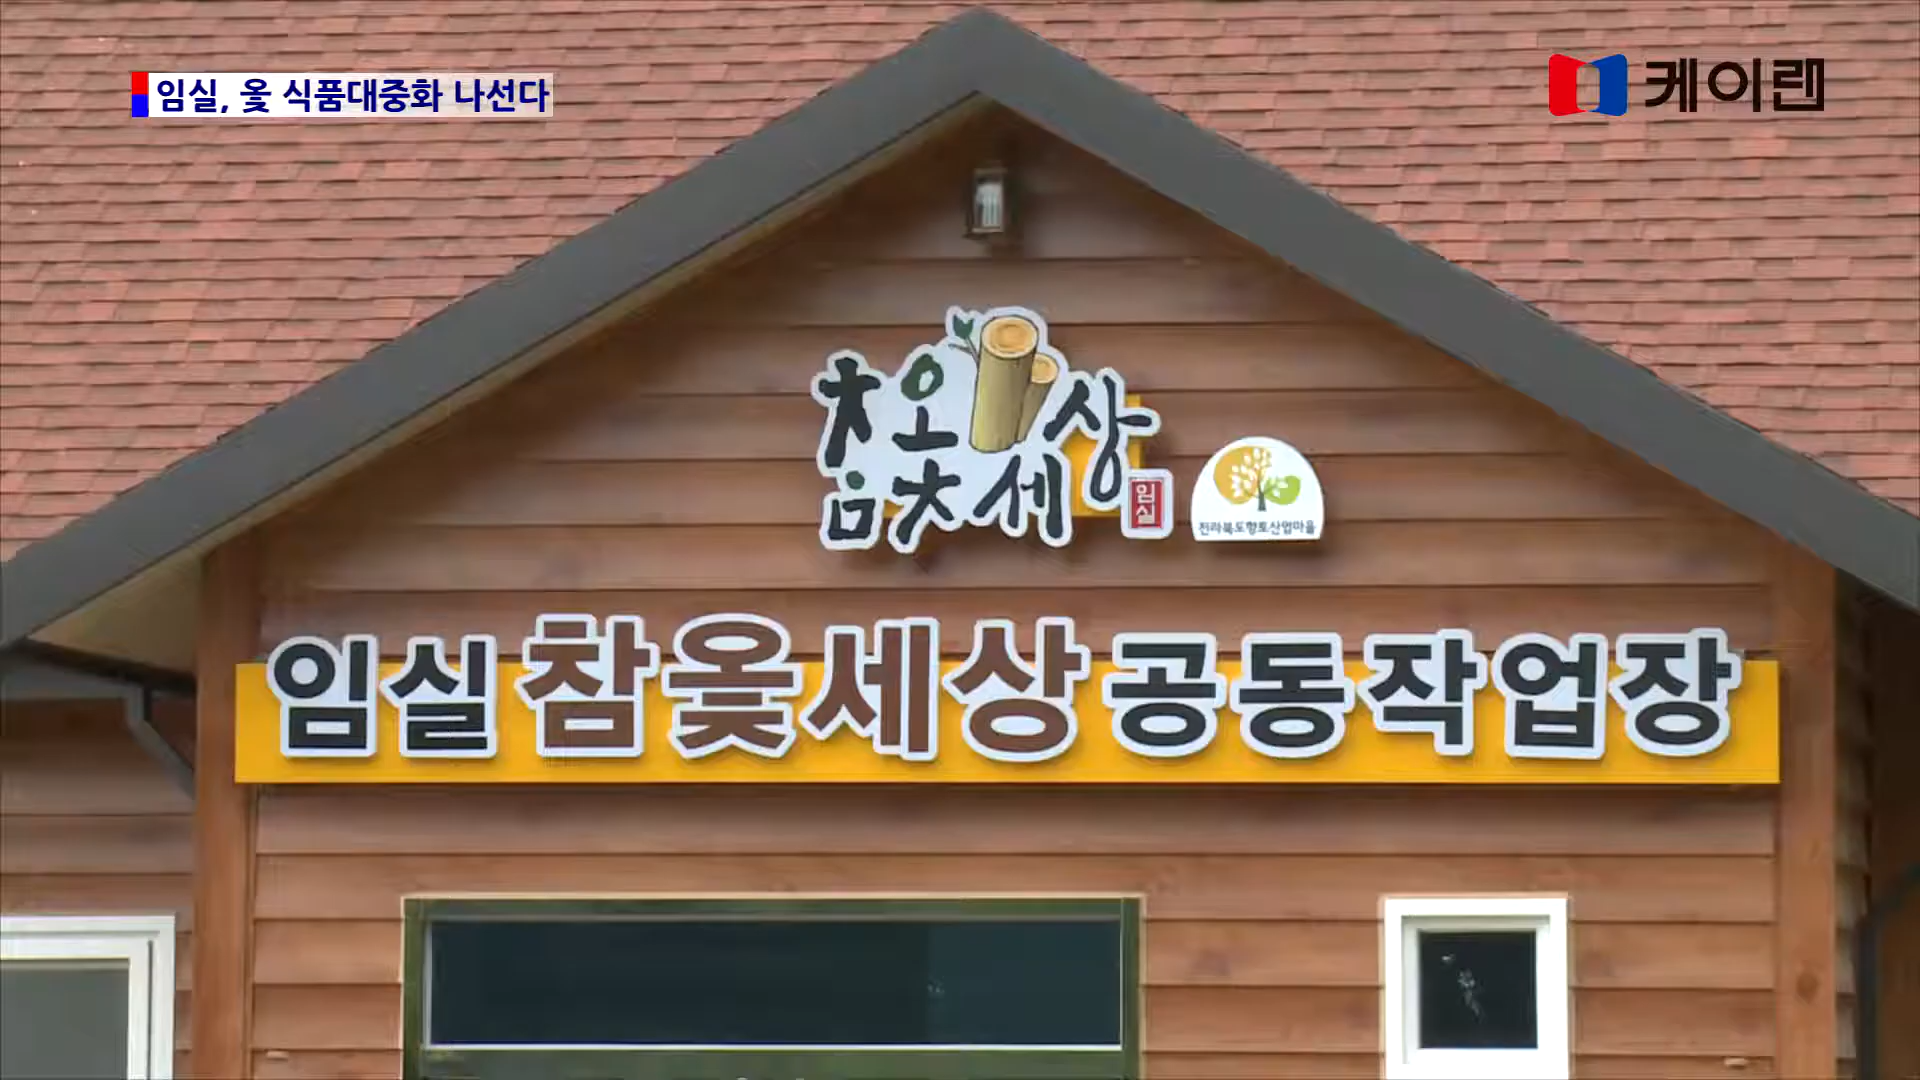 임실, 옻 식품대중화 나선다
케이랜
참옻세상
임실
전라북도향토산업마을
임실참옻세상공동작업장